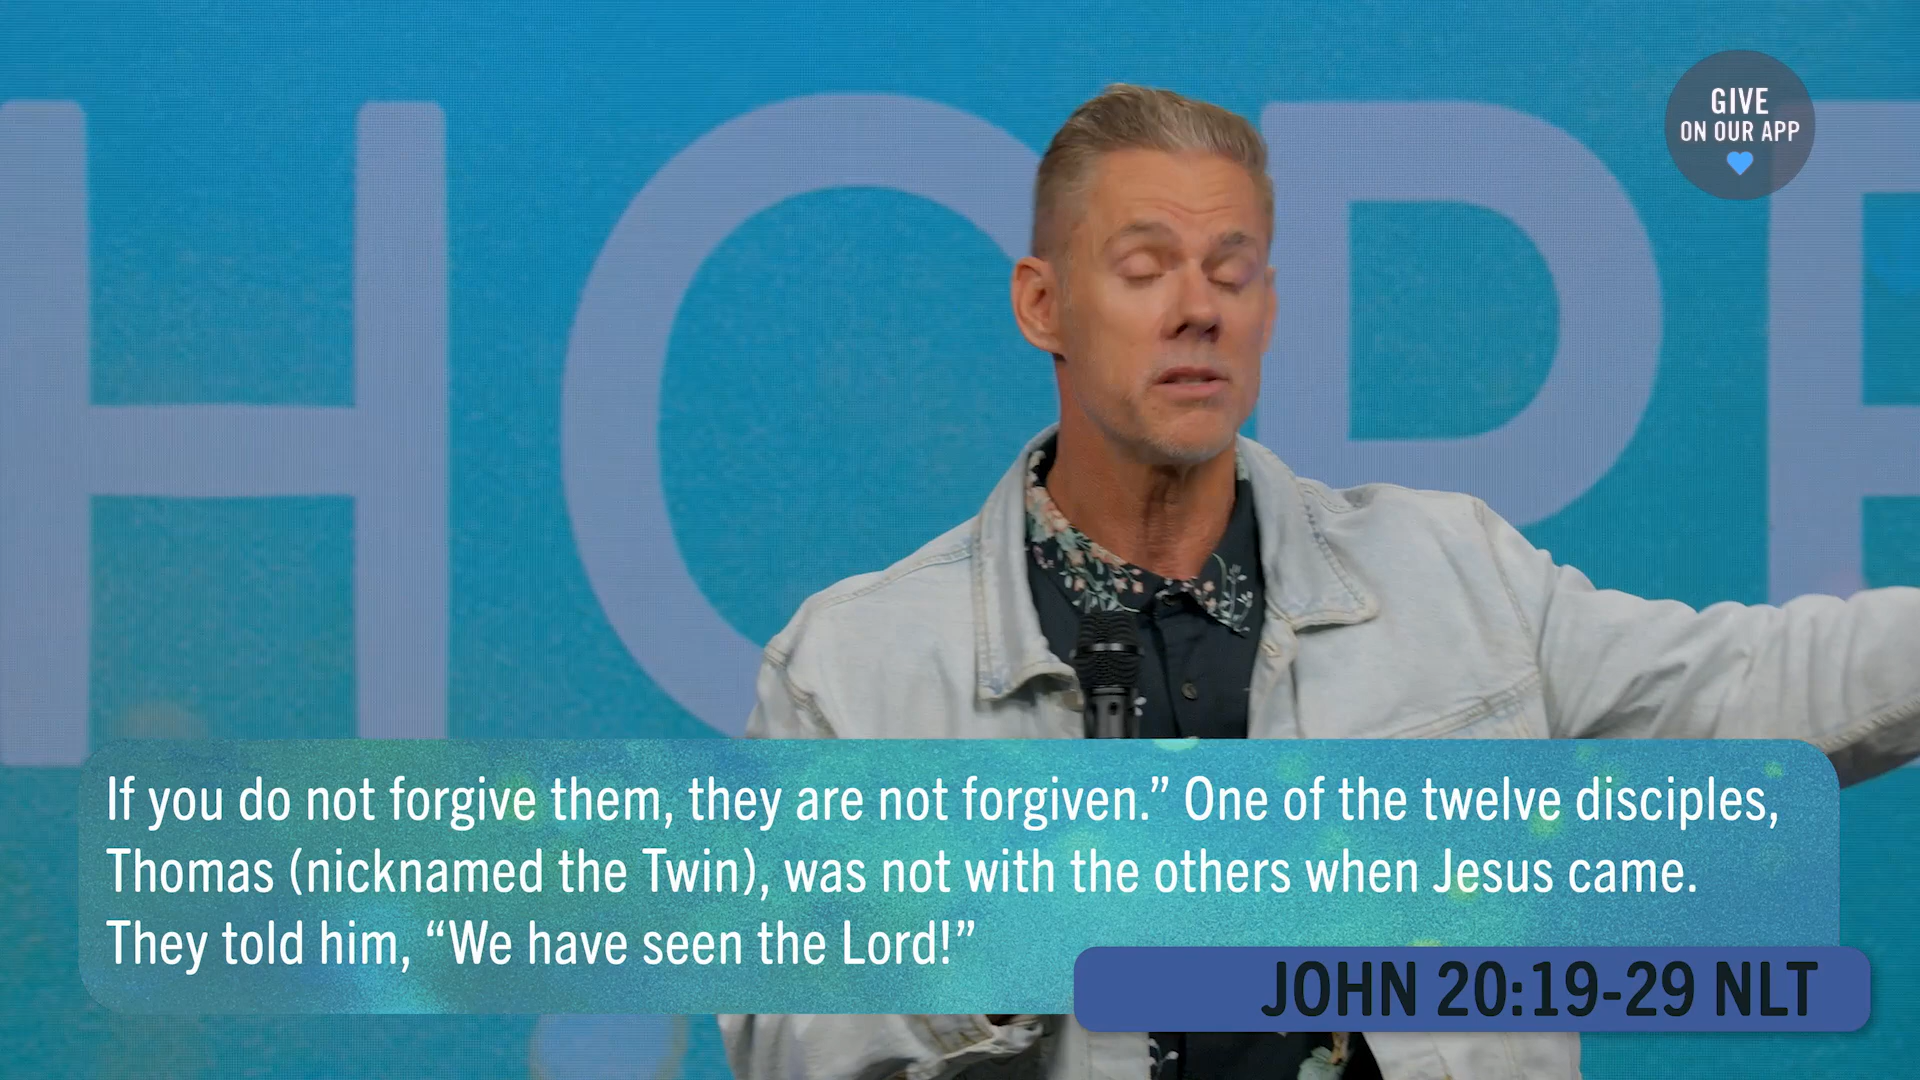 HOPE
GIVE
ON OUR APP
If you do not forgive them, they are not forgiven.” One of the twelve disciples,
Thomas (nicknamed the Twin), was not with the others when Jesus came.
They told him, “We have seen the Lord!”
JOHN 20:19-29 NLT